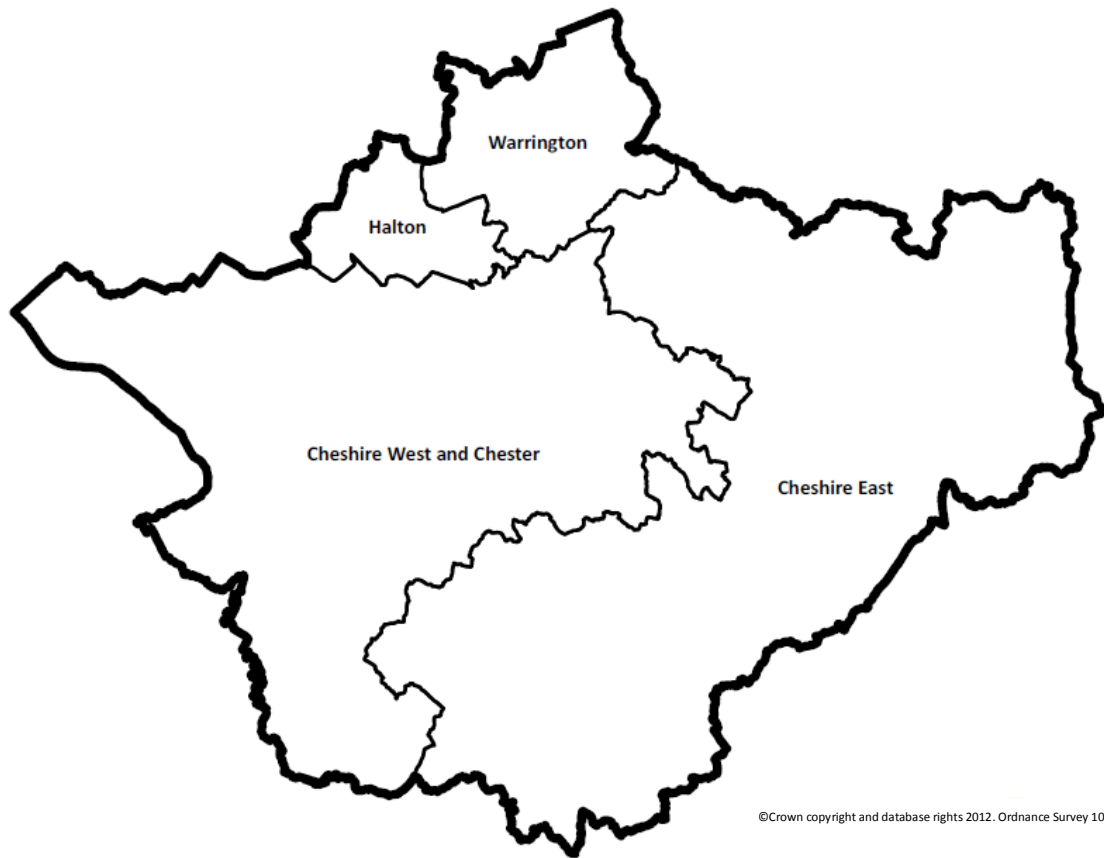 Warrington
Halton
Cheshire West and Chester
Cheshire East
©Crown copyright and database rights 2012. Ordnance Survey 10